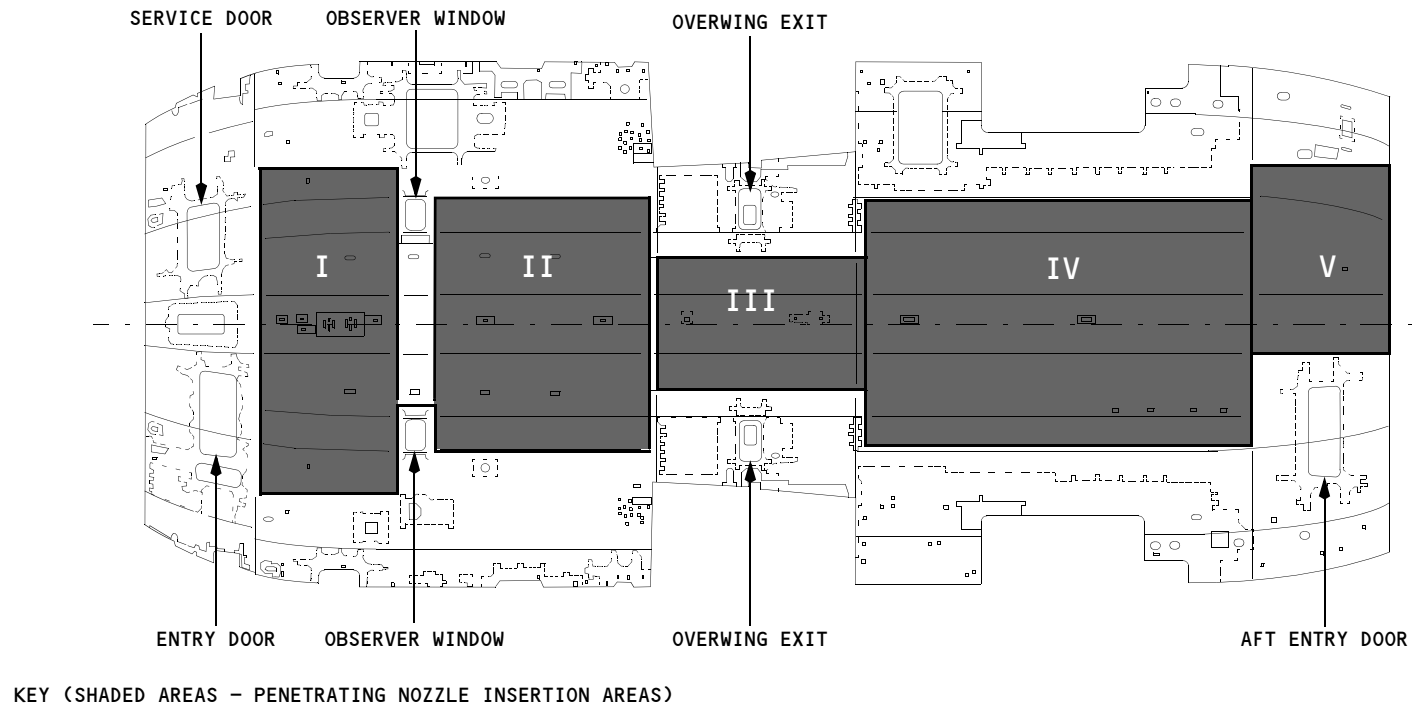 SERVICE DOOR
OBSERVER WINDOW
OVERWING EXIT
I
II
III
IV
V
ENTRY DOOR
OBSERVER WINDOW
OVERWING EXIT
AFT ENTRY DOOR
KEY (SHADED AREAS – PENETRATING NOZZLE INSERTION AREAS)